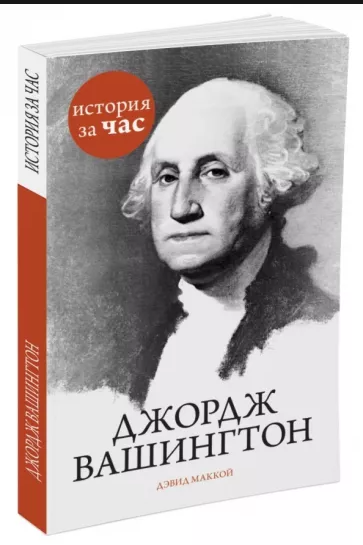 ИСТОРИЯ ЗА ЧАС
ДЖОРДЖ ВАШИНГТОН
история
за час
ДЖОРДЖ
ВАШИНГТОН
ДЭВИД МАККОЙ